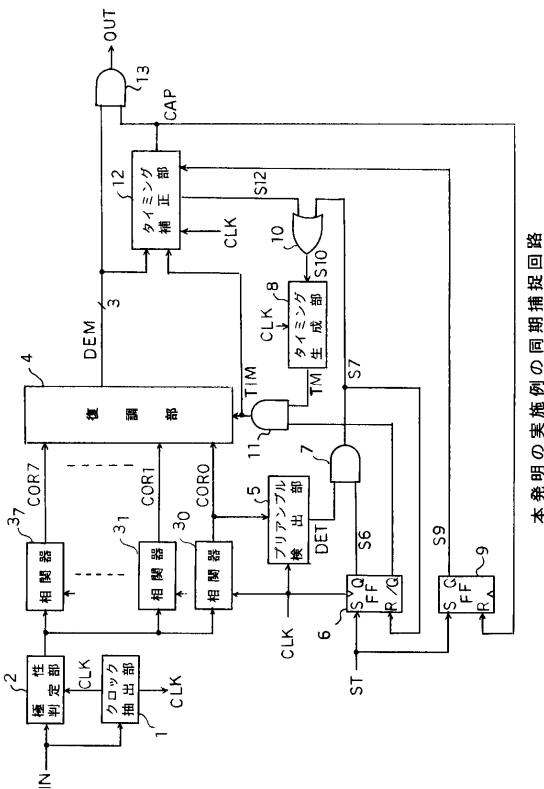 IN
2
極性
判定部
CLK
クロック
抽出部
1
CLK
相関器
3₇
相関器
3₁
相関器
3₀
COR7
COR1
COR0
4
復調部
DEM
3
5
プリアンブル
検出部
DET
CLK
6
S Q
FF
R /Q
ST
S6
7
S7
S Q
FF
R
9
S9
TIM
11
TM
CLK
8
タイミング
生成部
S10
10
S12
CLK
12
タイミング
補正部
CAP
13
OUT
本発明の実施例の同期捕捉回路